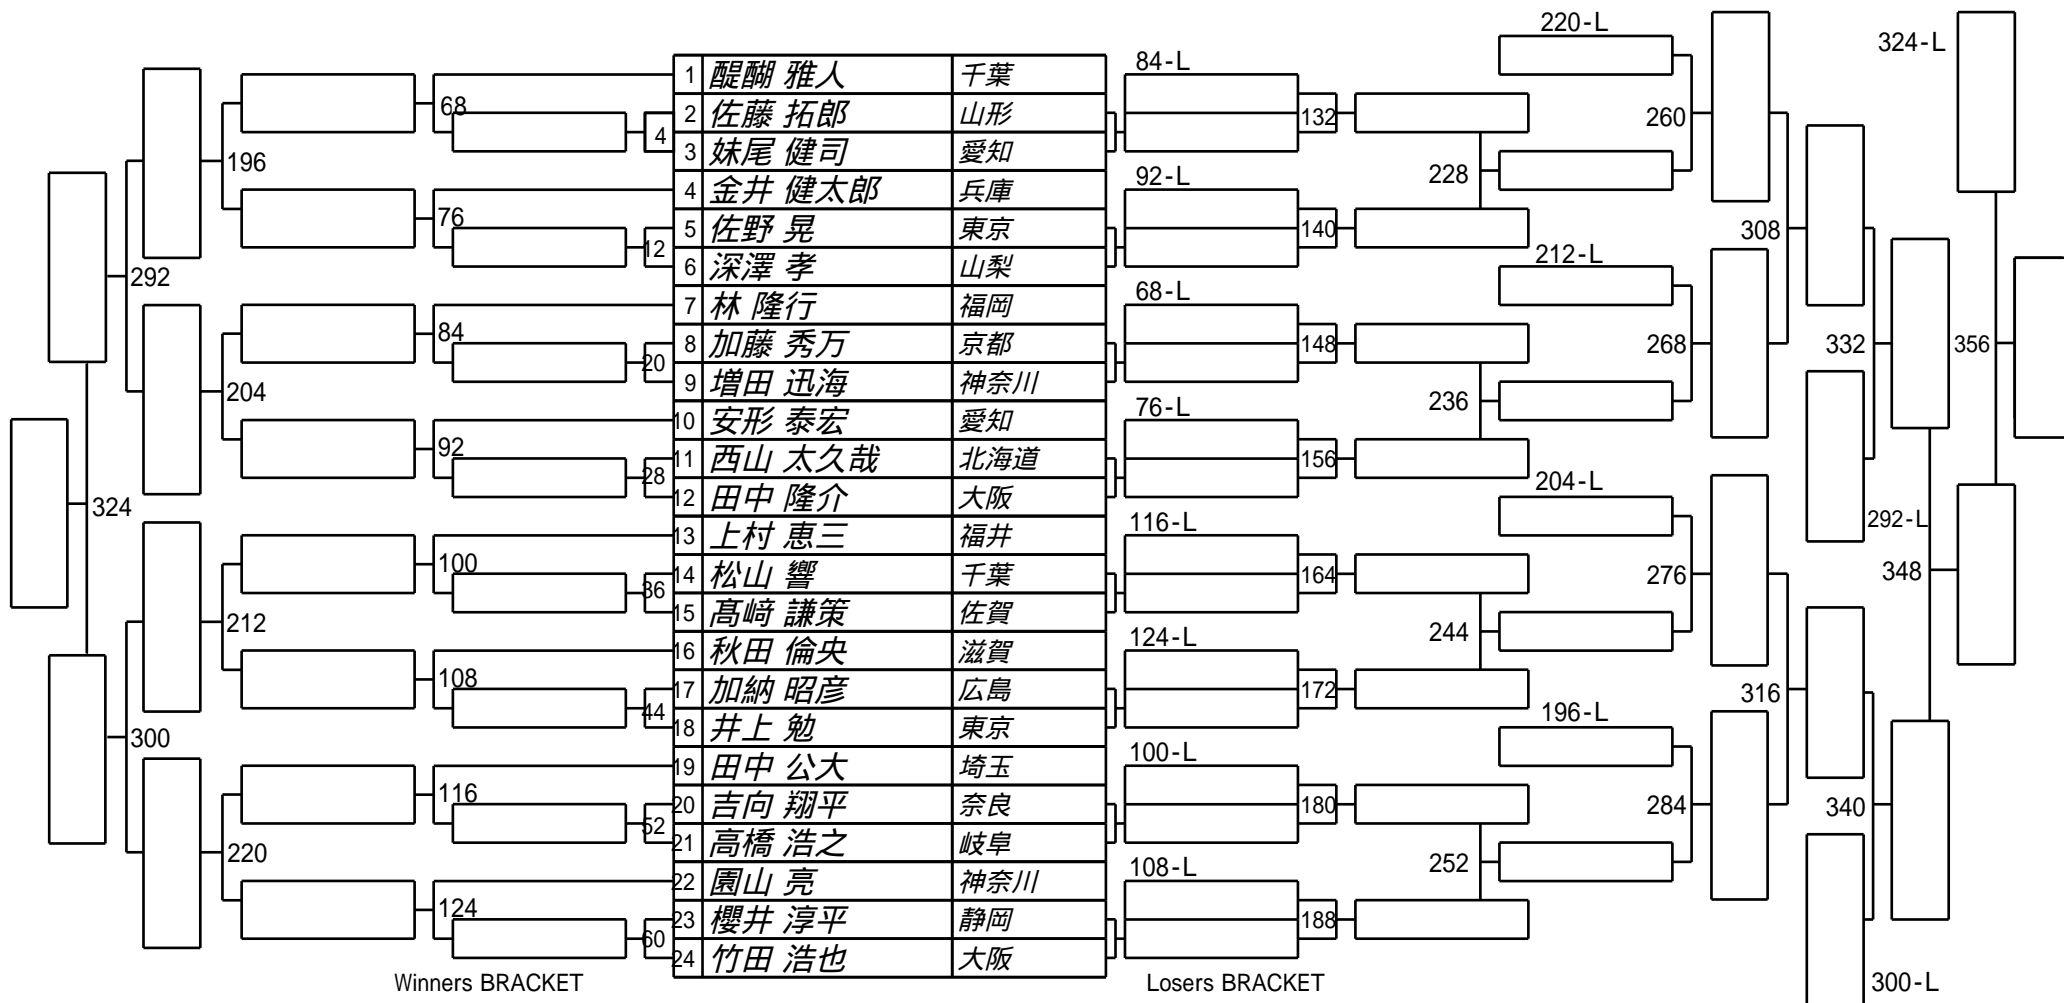 220-L
324-L
1 醍醐 雅人 千葉 84-L
68 2 佐藤 拓郎 山形 132 260
4
3 妹尾 健司 愛知
196
4 金井 健太郎 兵庫 92-L 228
76 5 佐野 晃 東京 140 308
12
6 深澤 孝 山梨 212-L
292
7 林 隆行 福岡 68-L
84 8 加藤 秀万 京都 148 268 332 356
20
9 増田 迅海 神奈川
204 236
10 安形 泰宏 愛知 76-L
92 11 西山 太久哉 北海道 156
28
12 田中 隆介 大阪 204-L
324 292-L
13 上村 恵三 福井 116-L
100 14 松山 響 千葉 164 276 348
36
15 髙﨑 謙策 佐賀
212 244
16 秋田 倫央 滋賀 124-L
108 17 加納 昭彦 広島 172 316
44
18 井上 勉 東京 196-L
300
19 田中 公大 埼玉 100-L
116 20 吉向 翔平 奈良 180 284 340
52
21 高橋 浩之 岐阜
220 252
22 園山 亮 神奈川 108-L
124 23 櫻井 淳平 静岡 188
60
24 竹田 浩也 大阪
Winners BRACKET Losers BRACKET 300-L